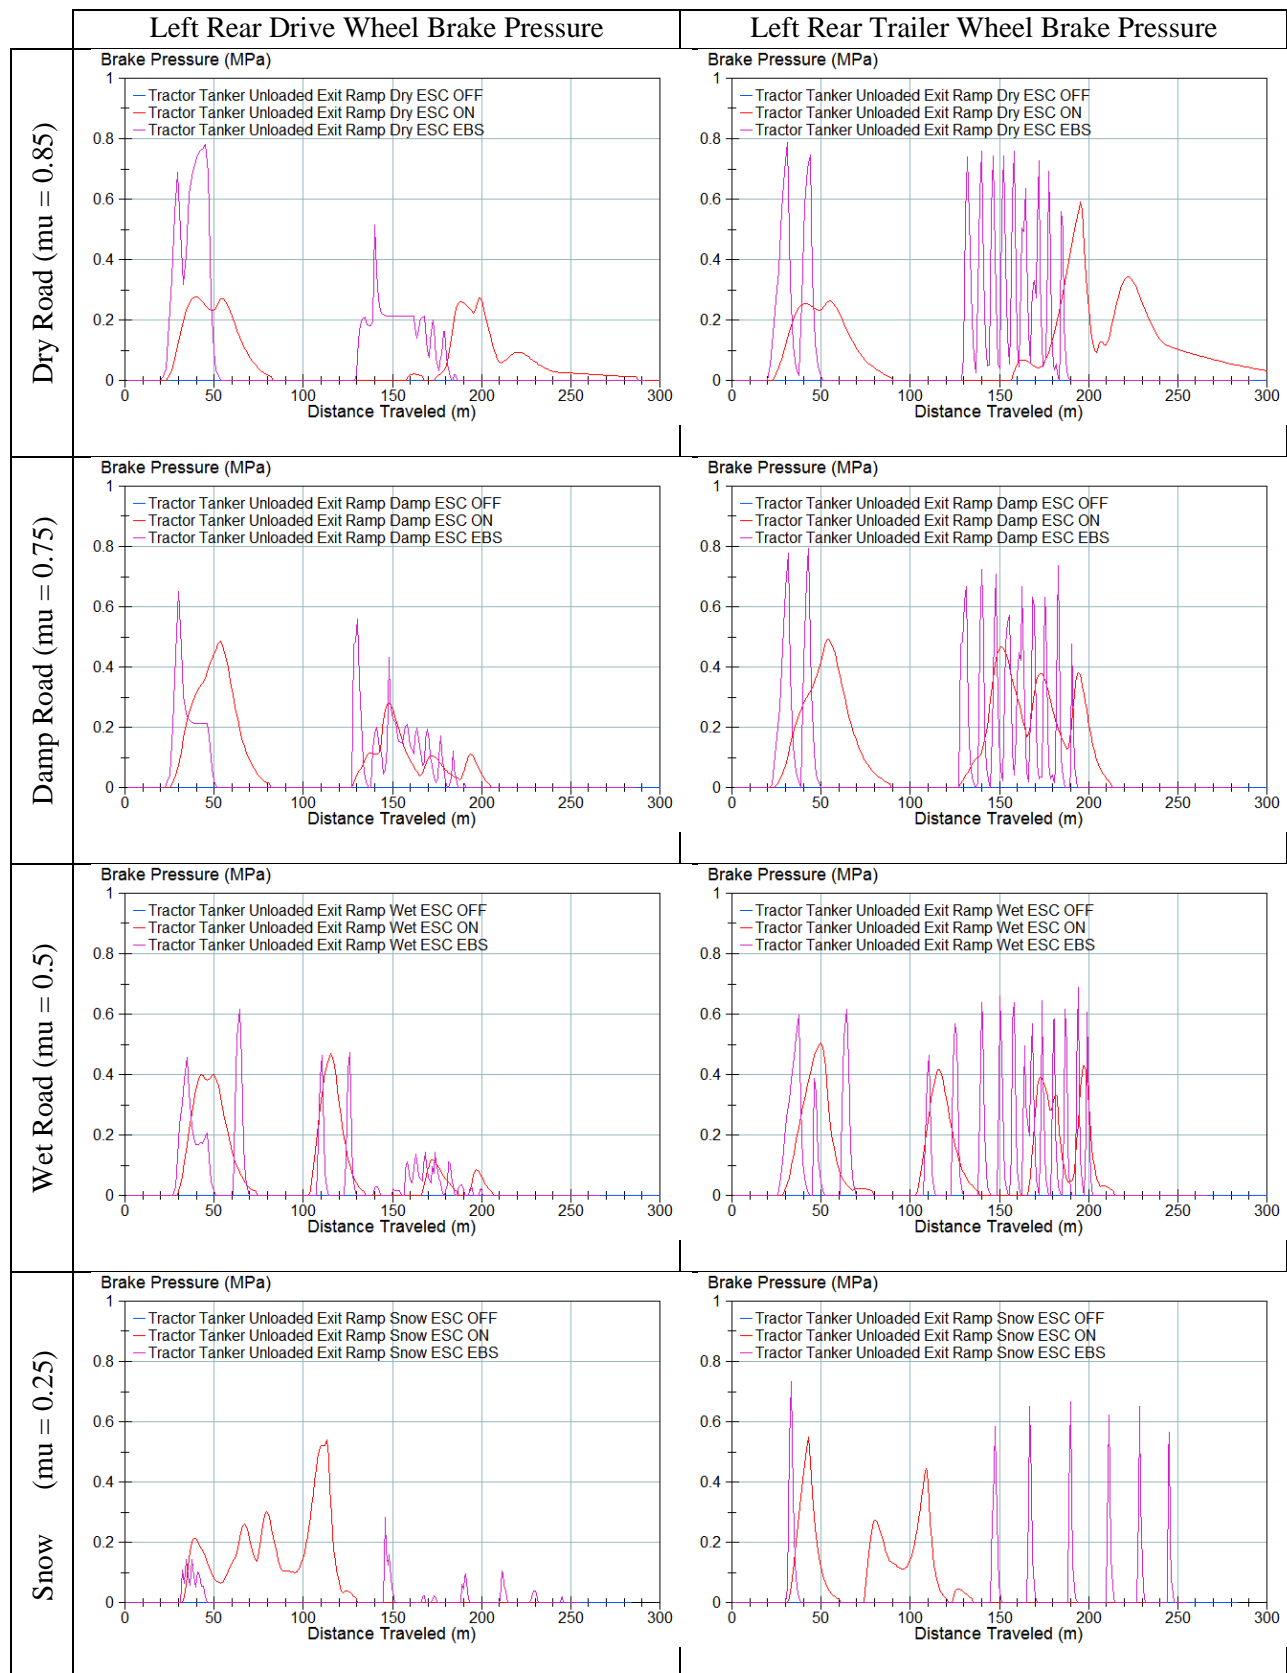 Left Rear Drive Wheel Brake Pressure
Left Rear Trailer Wheel Brake Pressure
Dry Road (mu = 0.85)
Brake Pressure (MPa)
1
0.8
0.6
0.4
0.2
0
Tractor Tanker Unloaded Exit Ramp Dry ESC OFF
Tractor Tanker Unloaded Exit Ramp Dry ESC ON
Tractor Tanker Unloaded Exit Ramp Dry ESC EBS
0 50 100 150 200 250 300
Distance Traveled (m)
Brake Pressure (MPa)
1
0.8
0.6
0.4
0.2
0
Tractor Tanker Unloaded Exit Ramp Dry ESC OFF
Tractor Tanker Unloaded Exit Ramp Dry ESC ON
Tractor Tanker Unloaded Exit Ramp Dry ESC EBS
0 50 100 150 200 250 300
Distance Traveled (m)
Damp Road (mu = 0.75)
Brake Pressure (MPa)
1
0.8
0.6
0.4
0.2
0
Tractor Tanker Unloaded Exit Ramp Damp ESC OFF
Tractor Tanker Unloaded Exit Ramp Damp ESC ON
Tractor Tanker Unloaded Exit Ramp Damp ESC EBS
0 50 100 150 200 250 300
Distance Traveled (m)
Brake Pressure (MPa)
1
0.8
0.6
0.4
0.2
0
Tractor Tanker Unloaded Exit Ramp Damp ESC OFF
Tractor Tanker Unloaded Exit Ramp Damp ESC ON
Tractor Tanker Unloaded Exit Ramp Damp ESC EBS
0 50 100 150 200 250 300
Distance Traveled (m)
Wet Road (mu = 0.5)
Brake Pressure (MPa)
1
0.8
0.6
0.4
0.2
0
Tractor Tanker Unloaded Exit Ramp Wet ESC OFF
Tractor Tanker Unloaded Exit Ramp Wet ESC ON
Tractor Tanker Unloaded Exit Ramp Wet ESC EBS
0 50 100 150 200 250 300
Distance Traveled (m)
Brake Pressure (MPa)
1
0.8
0.6
0.4
0.2
0
Tractor Tanker Unloaded Exit Ramp Wet ESC OFF
Tractor Tanker Unloaded Exit Ramp Wet ESC ON
Tractor Tanker Unloaded Exit Ramp Wet ESC EBS
0 50 100 150 200 250 300
Distance Traveled (m)
Snow (mu = 0.25)
Brake Pressure (MPa)
1
0.8
0.6
0.4
0.2
0
Tractor Tanker Unloaded Exit Ramp Snow ESC OFF
Tractor Tanker Unloaded Exit Ramp Snow ESC ON
Tractor Tanker Unloaded Exit Ramp Snow ESC EBS
0 50 100 150 200 250 300
Distance Traveled (m)
Brake Pressure (MPa)
1
0.8
0.6
0.4
0.2
0
Tractor Tanker Unloaded Exit Ramp Snow ESC OFF
Tractor Tanker Unloaded Exit Ramp Snow ESC ON
Tractor Tanker Unloaded Exit Ramp Snow ESC EBS
0 50 100 150 200 250 300
Distance Traveled (m)